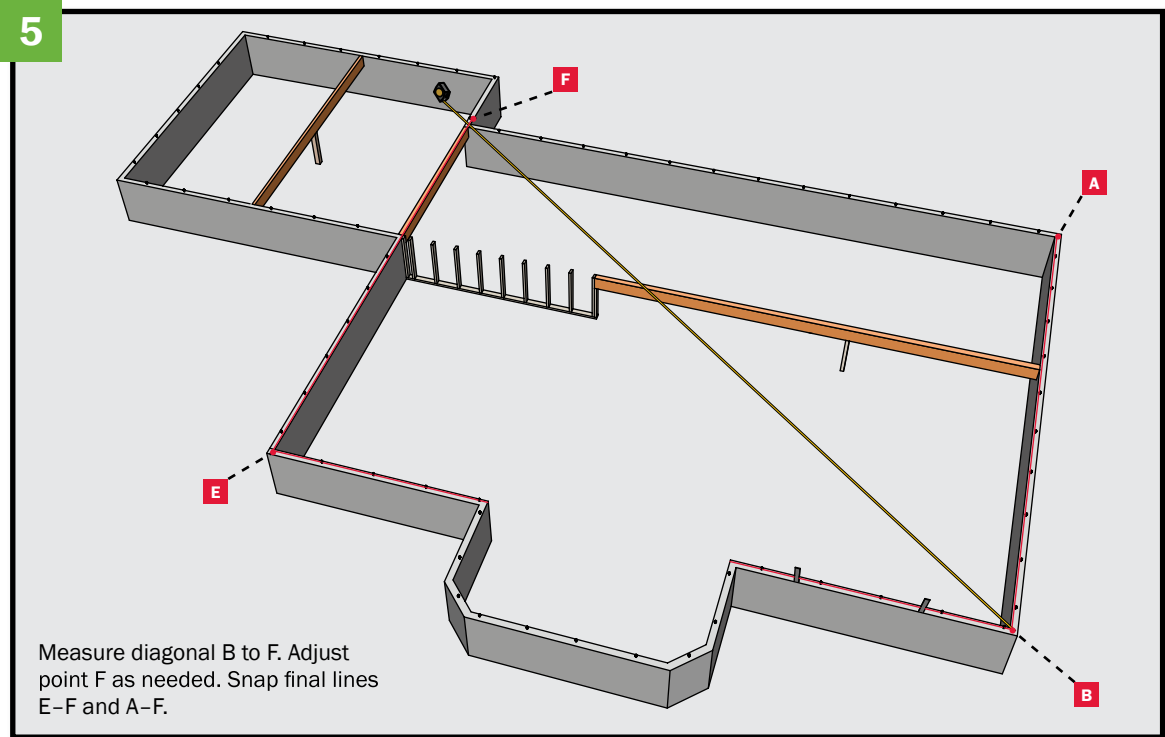 5
F
A
E
B
Measure diagonal B to F. Adjust
point F as needed. Snap final lines
E–F and A–F.